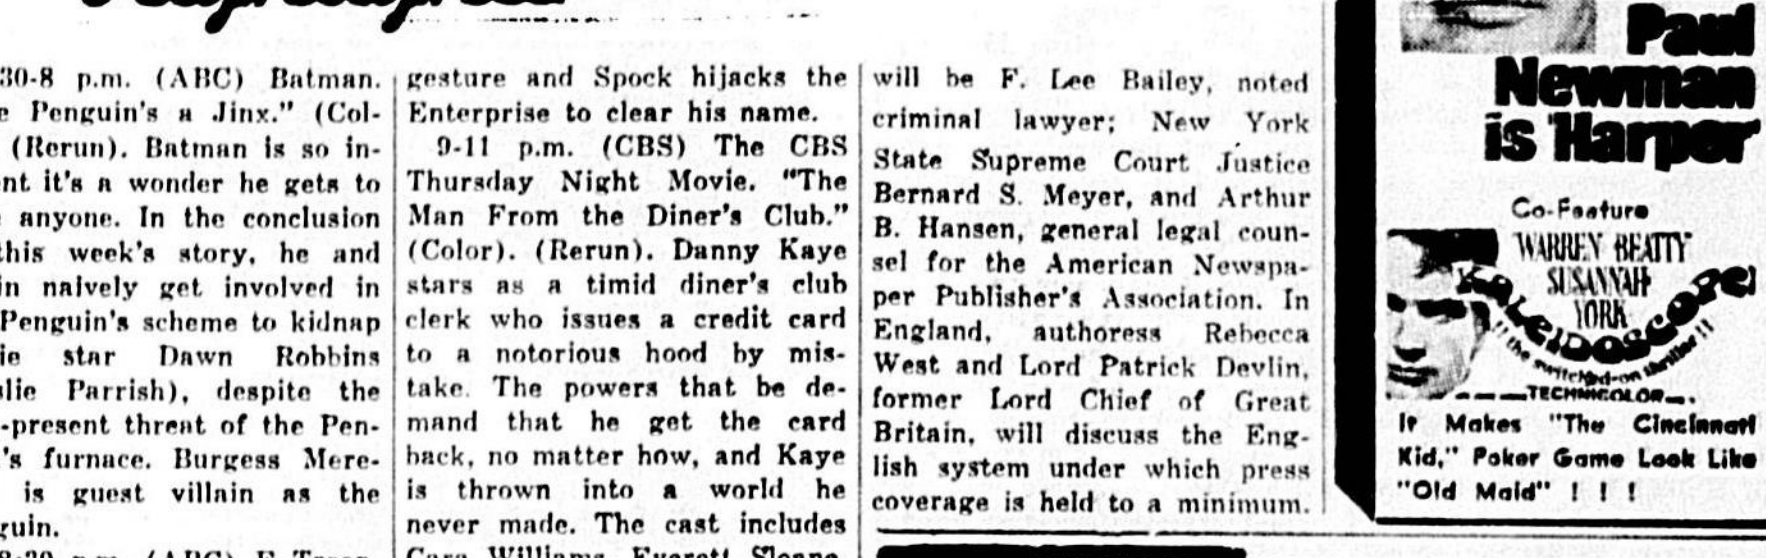 30-8 p.m. (ABC) Batman.
Penguin's a Jinx." (Col-
(Rerun). Batman is so in-
it's a wonder he gets to
anyone. In the conclusion
this week's story, he and
naively get involved in
Penguin's scheme to kidnap
star Dawn Robbins
Parrish), despite the
-present threat of the Pen-
's furnace. Burgess Mere-
is guest villain as the
guin.
gesture and Spock hijacks the
Enterprise to clear his name.
9-11 p.m. (CBS) The CBS
Thursday Night Movie. "The
Man From the Diner's Club."
(Color). (Rerun). Danny Kaye
stars as a timid diner's club
clerk who issues a credit card
to a notorious hood by mis-
take. The powers that be de-
mand that he get the card
back, no matter how, and Kaye
is thrown into a world he
never made. The cast includes
Cara Williams, Everett Sloane,
will be F. Lee Bailey, noted
criminal lawyer; New York
State Supreme Court Justice
Bernard S. Meyer, and Arthur
B. Hansen, general legal coun-
sel for the American Newspa-
per Publisher's Association. In
England, authoress Rebecca
West and Lord Patrick Devlin,
former Lord Chief of Great
Britain, will discuss the Eng-
lish system under which press
coverage is held to a minimum.
Paul
Newman
is 'Harper'
Co-Feature
WARREN BEATTY
SUSANNAH
YORK
KALEIDOSCOPE
!! the switched-on thriller !!
TECHNICOLOR
It Makes "The Cincinnati
Kid," Poker Game Look Like
"Old Maid" ! ! !